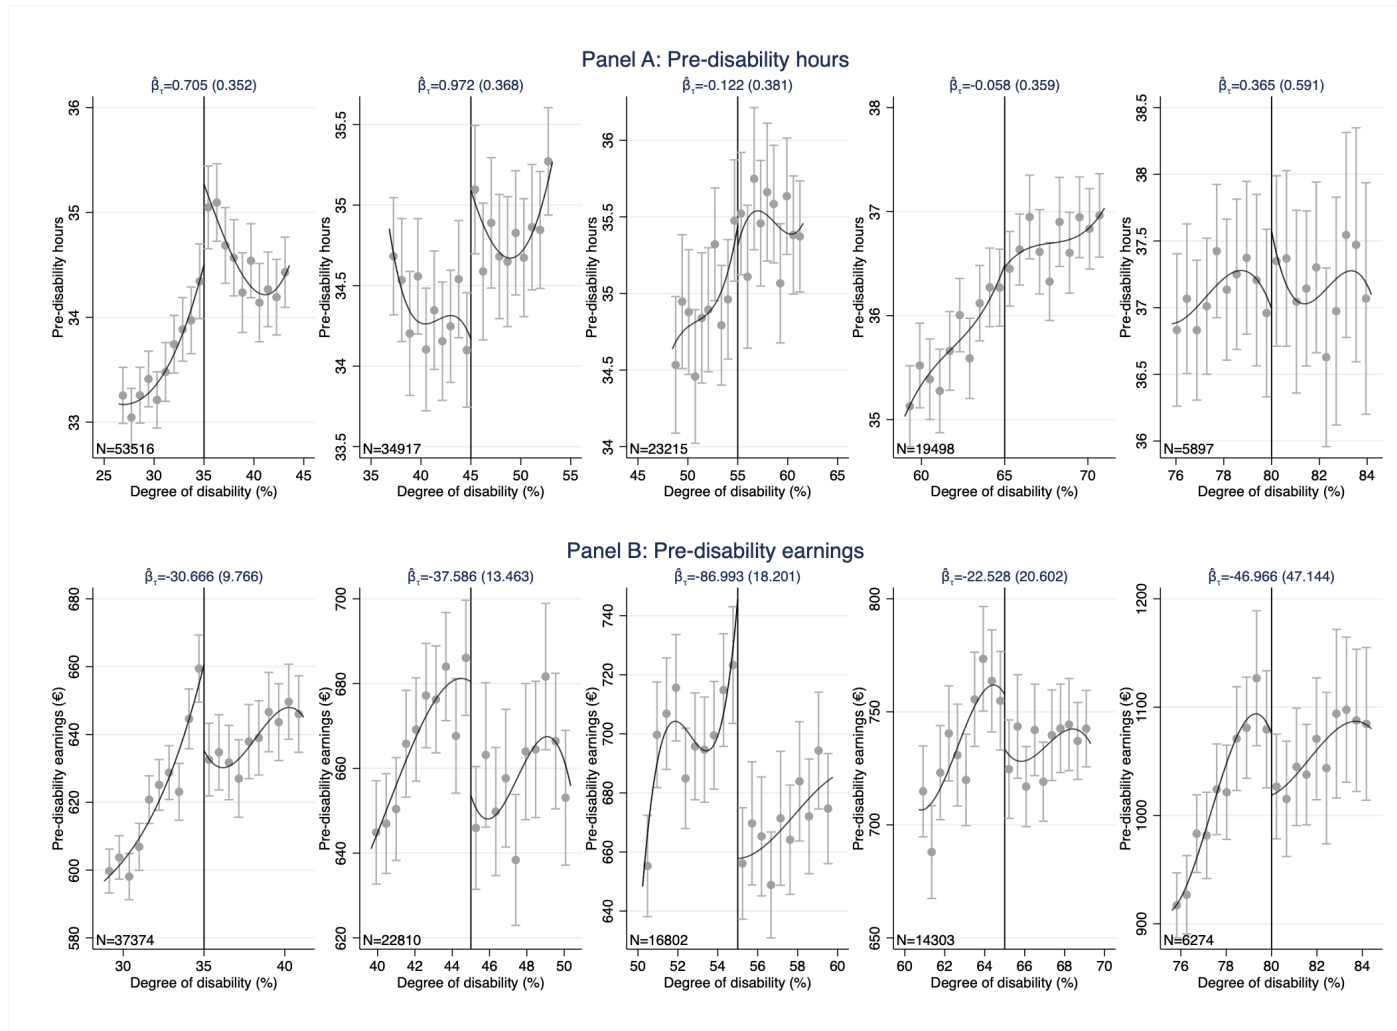 Panel A: Pre-disability hours
β̂τ=0.705 (0.352)
β̂τ=0.972 (0.368)
β̂τ=-0.122 (0.381)
β̂τ=-0.058 (0.359)
β̂τ=0.365 (0.591)
Pre-disability hours
33 34 35 36
N=53516
25 30 35 40 45
Degree of disability (%)
Pre-disability hours
33.5 34 34.5 35 35.5
N=34917
35 40 45 50 55
Degree of disability (%)
Pre-disability hours
34 34.5 35 35.5 36
N=23215
45 50 55 60 65
Degree of disability (%)
Pre-disability hours
35 36 37 38
N=19498
60 65 70
Degree of disability (%)
Pre-disability hours
36 36.5 37 37.5 38 38.5
N=5897
76 78 80 82 84
Degree of disability (%)
Panel B: Pre-disability earnings
β̂τ=-30.666 (9.766)
β̂τ=-37.586 (13.463)
β̂τ=-86.993 (18.201)
β̂τ=-22.528 (20.602)
β̂τ=-46.966 (47.144)
Pre-disability earnings (€)
580 600 620 640 660 680
N=37374
30 35 40
Degree of disability (%)
Pre-disability earnings (€)
620 640 660 680 700
N=22810
40 42 44 46 48 50
Degree of disability (%)
Pre-disability earnings (€)
640 660 680 700 720 740
N=16802
50 52 54 56 58 60
Degree of disability (%)
Pre-disability earnings (€)
650 700 750 800
N=14303
60 62 64 66 68 70
Degree of disability (%)
Pre-disability earnings (€)
900 1000 1100 1200
N=6274
76 78 80 82 84
Degree of disability (%)